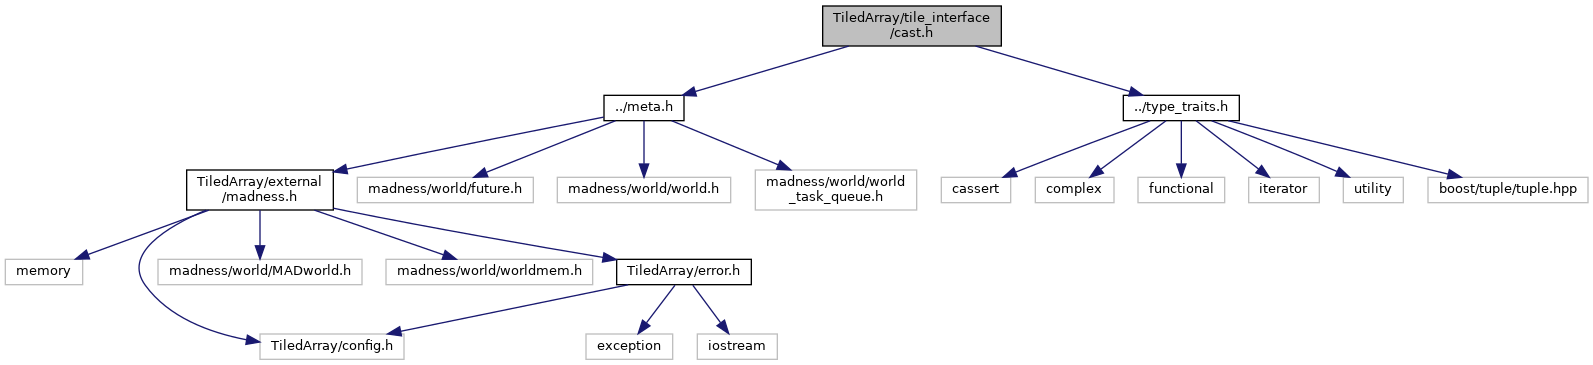 TiledArray/tile_interface
/cast.h
../meta.h
../type_traits.h
TiledArray/external
/madness.h
madness/world/future.h
madness/world/world.h
madness/world/world
_task_queue.h
cassert
complex
functional
iterator
utility
boost/tuple/tuple.hpp
memory
madness/world/MADworld.h
madness/world/worldmem.h
TiledArray/error.h
TiledArray/config.h
exception
iostream